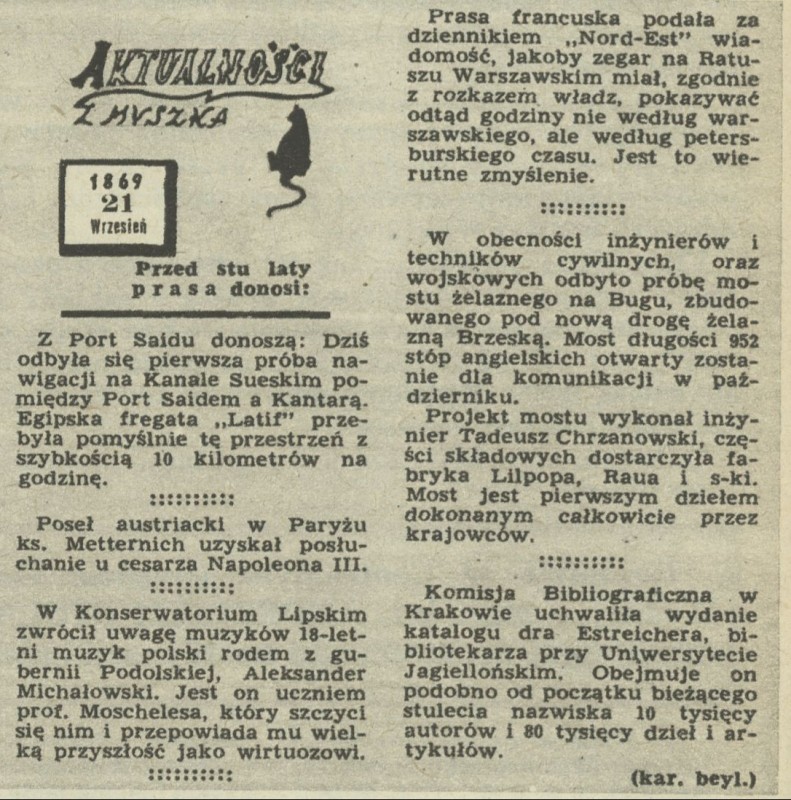 AKTUALNOŚCI
Z MYSZKĄ
1869
21
Wrzesień
Przed stu laty
prasa donosi:
Z Port Saidu donoszą: Dziś
odbyła się pierwsza próba na-
wigacji na Kanale Sueskim po-
między Port Saidem a Kantarą.
Egipska fregata „Latif” prze-
była pomyślnie tę przestrzeń z
szybkością 10 kilometrów na
godzinę.
Poseł austriacki w Paryżu
ks. Metternich uzyskał posłu-
chanie u cesarza Napoleona III.
W Konserwatorium Lipskim
zwrócił uwagę muzyków 18-let-
ni muzyk polski rodem z gu-
bernii Podolskiej, Aleksander
Michałowski. Jest on uczniem
prof. Moschelesa, który szczyci
się nim i przepowiada mu wiel-
ką przyszłość jako wirtuozowi.
Prasa francuska podała za
dziennikiem „Nord-Est” wia-
domość, jakoby zegar na Ratu-
szu Warszawskim miał, zgodnie
z rozkazem władz, pokazywać
odtąd godziny nie według war-
szawskiego, ale według peters-
burskiego czasu. Jest to wie-
rutne zmyślenie.
W obecności inżynierów i
techników cywilnych, oraz
wojskowych odbyto próbę mo-
stu żelaznego na Bugu, zbudo-
wanego pod nową drogę żela-
zną Brzeską. Most długości 952
stóp angielskich otwarty zosta-
nie dla komunikacji w paź-
dzierniku.
Projekt mostu wykonał inży-
nier Tadeusz Chrzanowski, czę-
ści składowych dostarczyła fa-
bryka Lilpopa, Raua i s-ki.
Most jest pierwszym dziełem
dokonanym całkowicie przez
krajowców.
Komisja Bibliograficzna w
Krakowie uchwaliła wydanie
katalogu dra Estreichera, bi-
bliotekarza przy Uniwersytecie
Jagiellońskim. Obejmuje on
podobno od początku bieżącego
stulecia nazwiska 10 tysięcy
autorów i 80 tysięcy dzieł i ar-
tykułów.
(kar. beyl.)